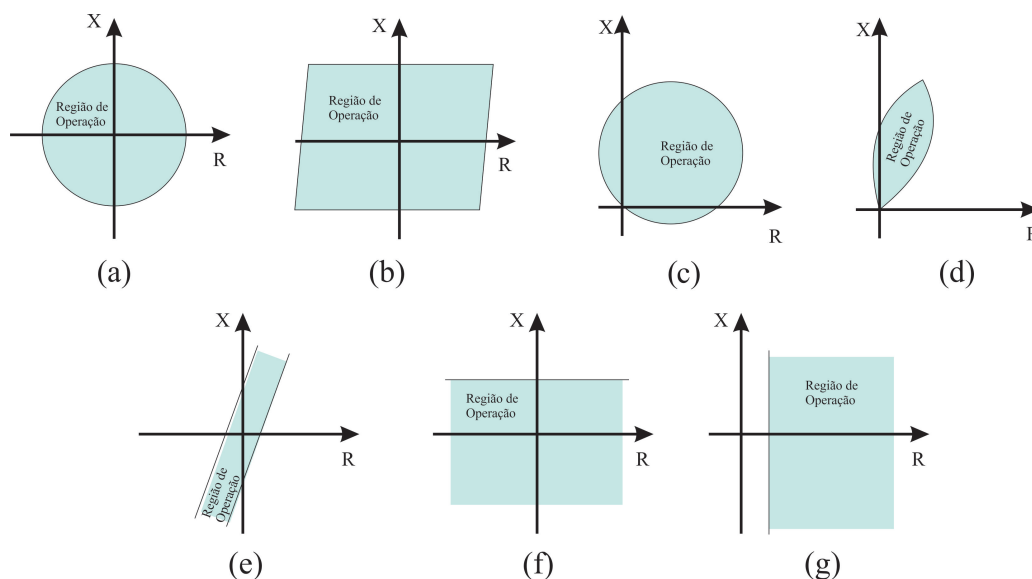 X
Região de
Operação
R
(a)
X
Região de
Operação
R
(b)
X
Região de
Operação
R
(c)
X
Região de
Operação
(d)
X
Região de
Operação
R
(e)
X
Região de
Operação
R
(f)
X
Região de
Operação
R
(g)